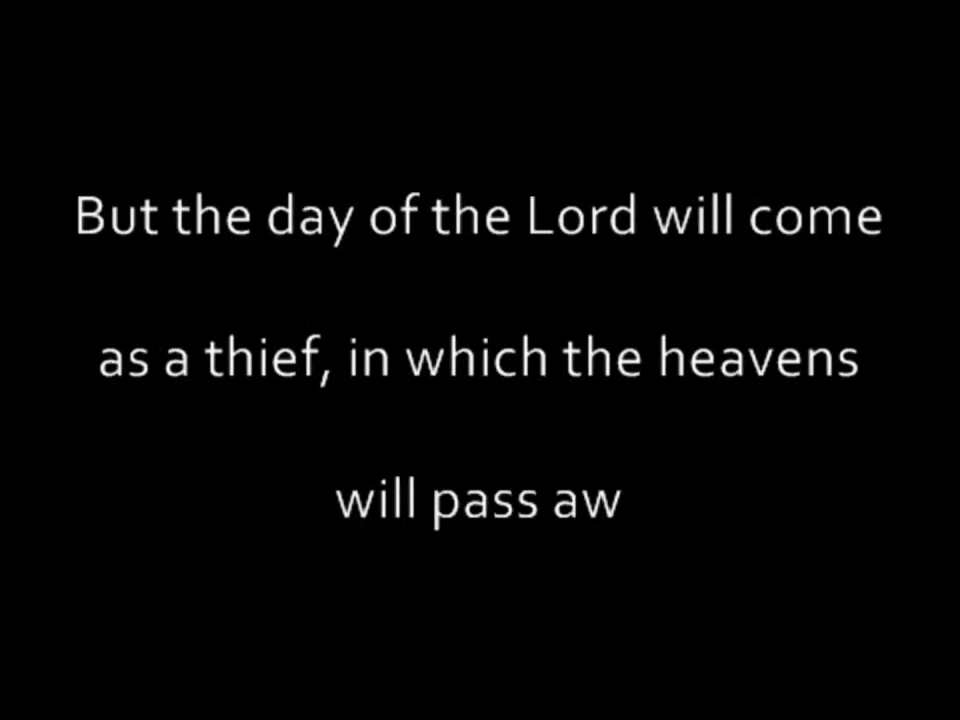 But the day of the Lord will come
as a thief, in which the heavens
will pass aw